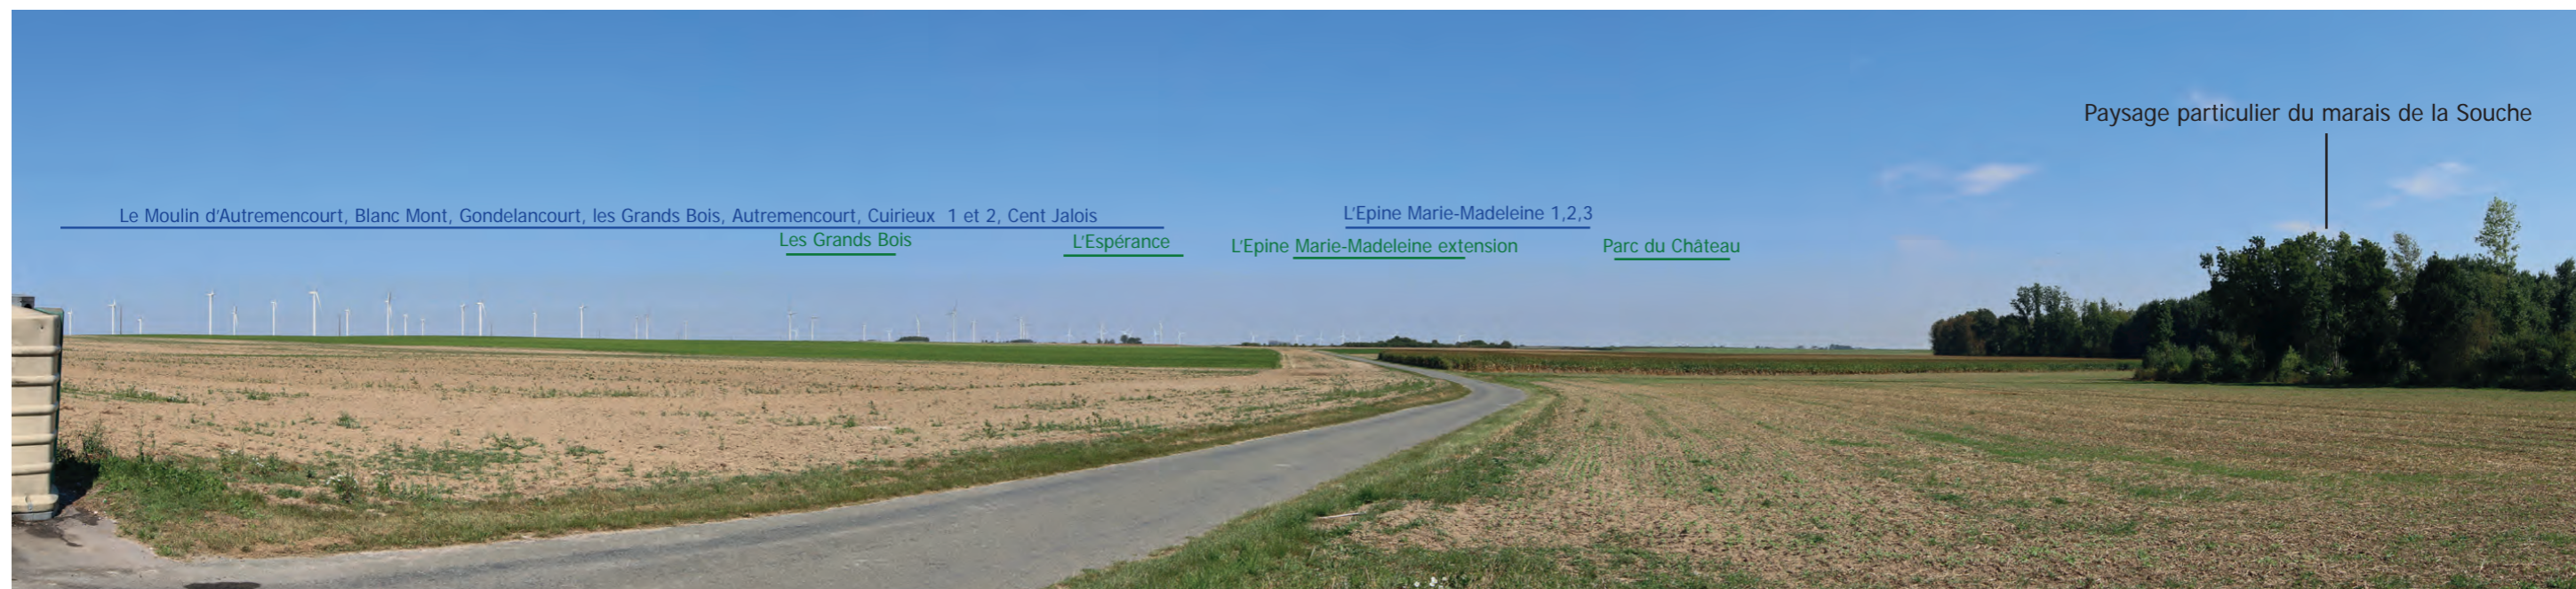 Paysage particulier du marais de la Souche
Le Moulin d'Autremencourt, Blanc Mont, Gondelancourt, les Grands Bois, Autremencourt, Cuirieux 1 et 2, Cent Jalois
L'Epine Marie-Madeleine 1,2,3
Les Grands Bois
L'Espérance
L'Epine Marie-Madeleine extension
Parc du Château